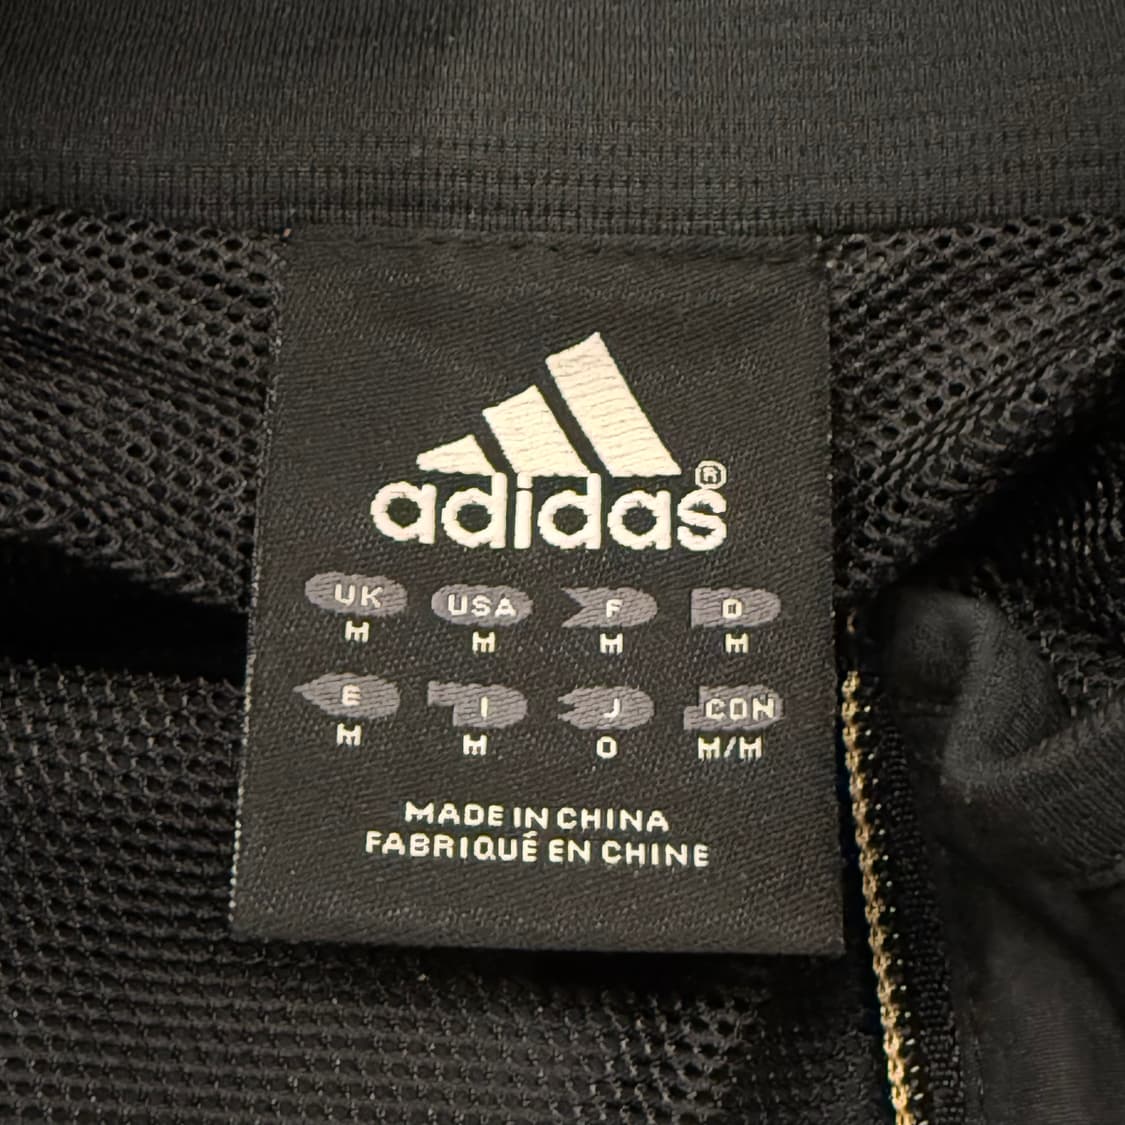 adidas®
UK USA F D
M M M M
E I J CON
M M O M/M
MADE IN CHINA
FABRIQUÉ EN CHINE